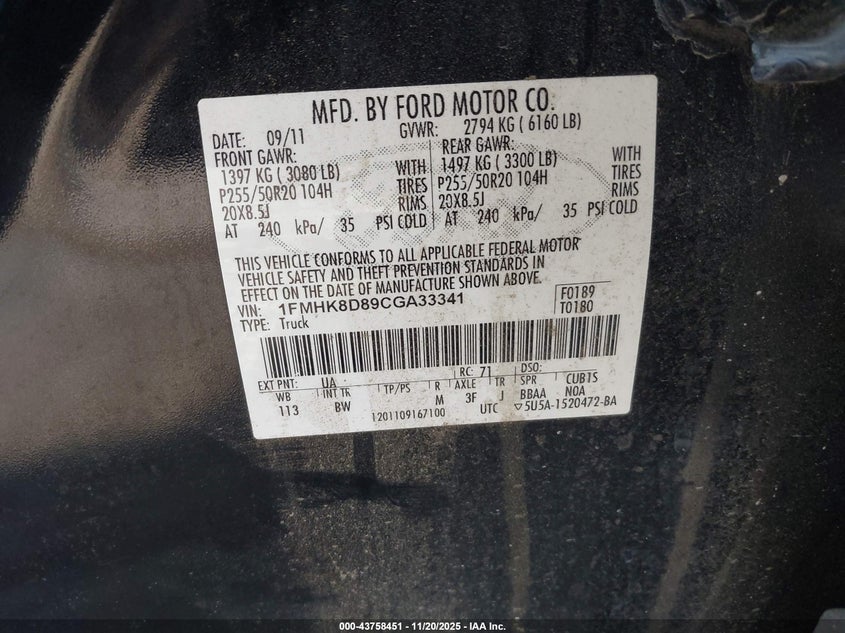 MFD. BY FORD MOTOR CO.
DATE: 09/11 GVWR: 2794 KG ( 6160 LB)
FRONT GAWR: REAR GAWR:
1397 KG ( 3080 LB) WITH 1497 KG ( 3300 LB) WITH
P255/50R20 104H TIRES P255/50R20 104H TIRES
20X8.5J RIMS 20X8.5J RIMS
AT 240 kPa/ 35 PSI COLD AT 240 kPa/ 35 PSI COLD
THIS VEHICLE CONFORMS TO ALL APPLICABLE FEDERAL MOTOR
VEHICLE SAFETY AND THEFT PREVENTION STANDARDS IN
EFFECT ON THE DATE OF MANUFACTURE SHOWN ABOVE.
VIN: 1FMHK8D89CGA33341 F0189
TYPE: Truck T0180
EXT PNT: UA RC: 71 DSO:
WB INT TR TP/PS R AXLE TR SPR CUBTS
113 BW M 3F J BBAA NOA
1201109167100 UTC ▽5U5A-1520472-BA
000-43758451 - 11/20/2025 - IAA Inc.